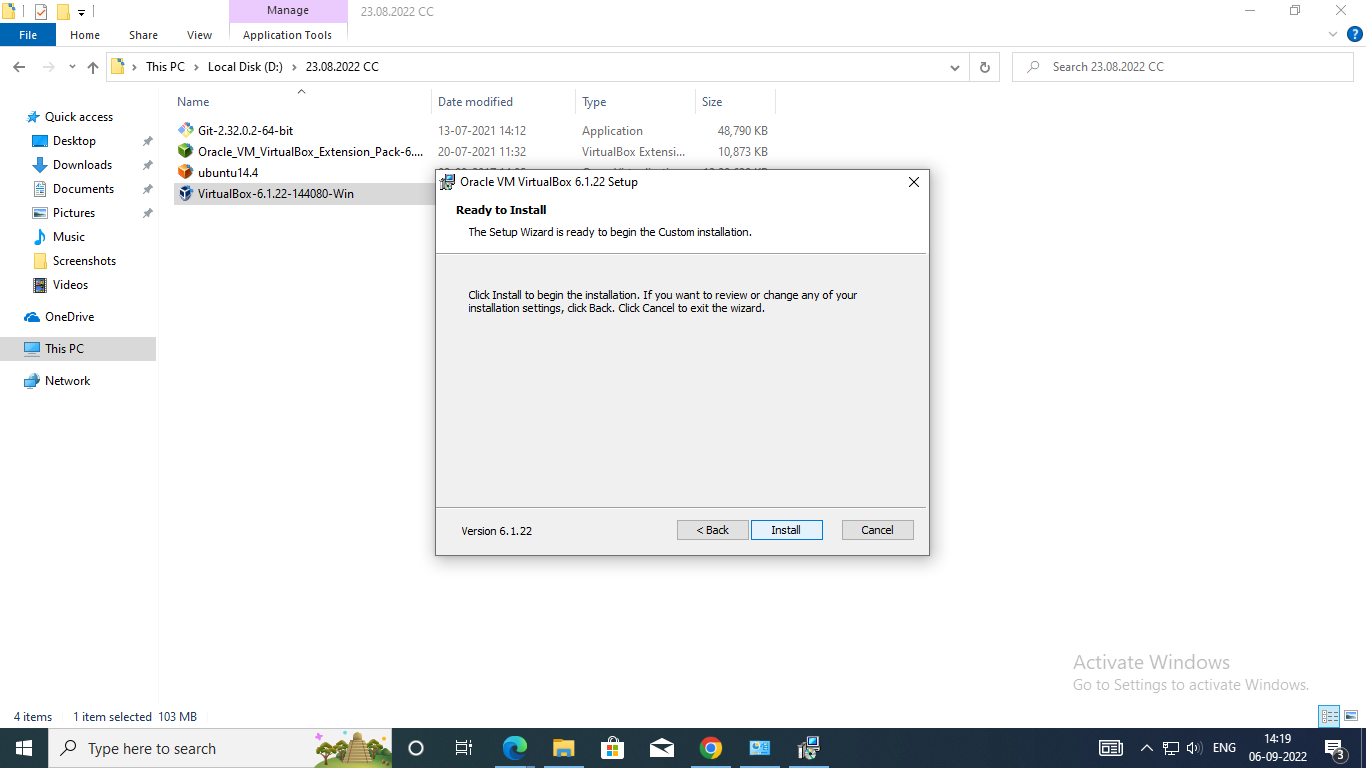 Manage
23.08.2022 CC
File
Home
Share
View
Application Tools
?
This PC
Local Disk (D:)
23.08.2022 CC
Search 23.08.2022 CC
Name
Date modified
Type
Size
Quick access
Desktop
Downloads
Documents
Pictures
Music
Screenshots
Videos
OneDrive
This PC
Network
Git-2.32.0.2-64-bit 13-07-2021 14:12 Application 48,790 KB
Oracle_VM_VirtualBox_Extension_Pack-6.... 20-07-2021 11:32 VirtualBox Extensi... 10,873 KB
ubuntu14.4
VirtualBox-6.1.22-144080-Win
Oracle VM VirtualBox 6.1.22 Setup
Ready to Install
The Setup Wizard is ready to begin the Custom installation.
Click Install to begin the installation. If you want to review or change any of your
installation settings, click Back. Click Cancel to exit the wizard.
Version 6.1.22
< Back
Install
Cancel
Activate Windows
Go to Settings to activate Windows.
4 items
1 item selected 103 MB
Type here to search
ENG
14:19
06-09-2022
3